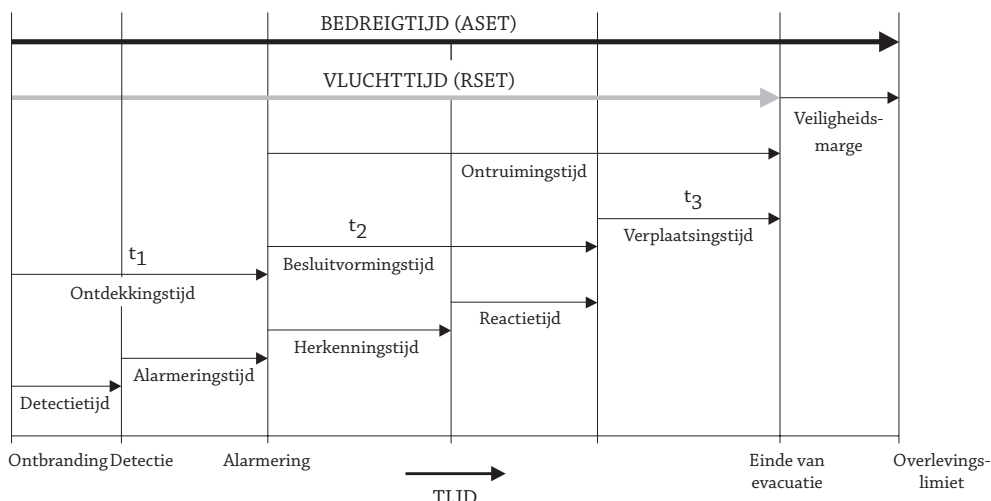 BEDREIGTIJD (ASET)
VLUCHTTIJD (RSET)
Veiligheids-
marge
Ontruimingstijd
t3
Verplaatsingstijd
t2
Besluitvormingstijd
t1
Ontdekkingstijd
Reactietijd
Herkenningstijd
Alarmeringstijd
Detectietijd
Ontbranding Detectie Alarmering Einde van Overlevings-
evacuatie limiet
TIJD